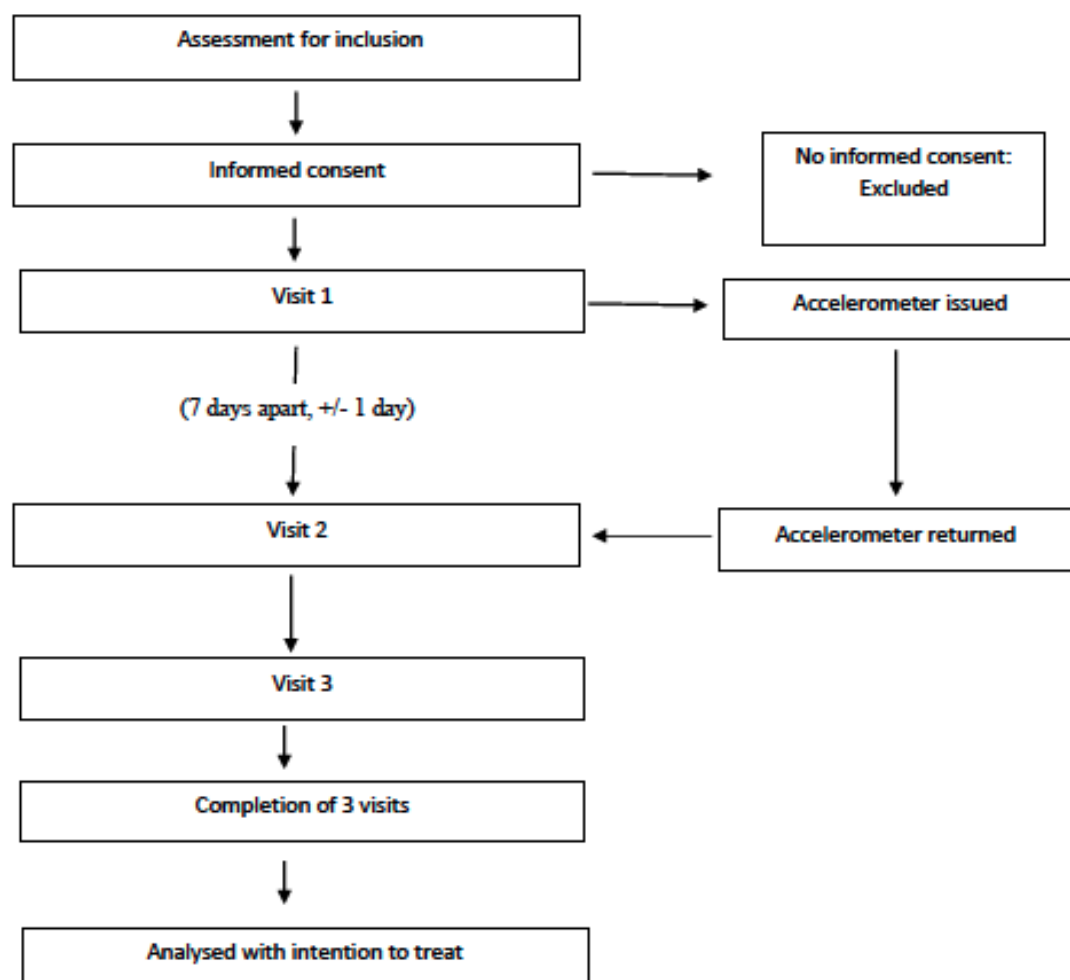 Assessment for inclusion
Informed consent
No informed consent:
Excluded
Visit 1
Accelerometer issued
(7 days apart, +/- 1 day)
Visit 2
Accelerometer returned
Visit 3
Completion of 3 visits
Analysed with intention to treat